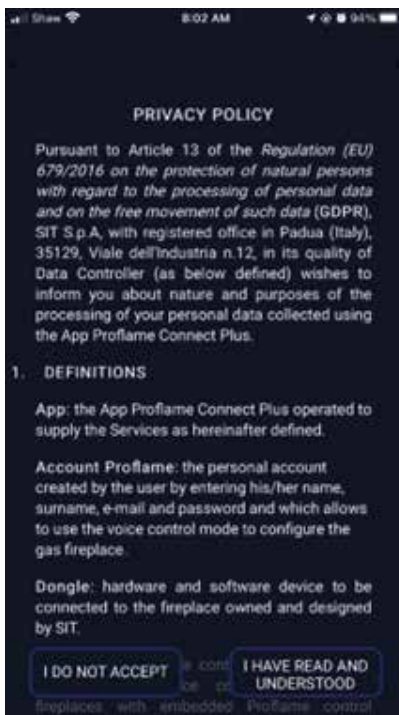 Shaw 8:02 AM 94%
PRIVACY POLICY
Pursuant to Article 13 of the Regulation (EU)
679/2016 on the protection of natural persons
with regard to the processing of personal data
and on the free movement of such data (GDPR),
SIT S.p.A, with registered office in Padua (Italy),
35129, Viale dell'Industria n.12, in its quality of
Data Controller (as below defined) wishes to
inform you about nature and purposes of the
processing of your personal data collected using
the App Proflame Connect Plus.
1. DEFINITIONS
App: the App Proflame Connect Plus operated to
supply the Services as hereinafter defined.
Account Proflame: the personal account
created by the user by entering his/her name,
surname, e-mail and password and which allows
to use the voice control mode to configure the
gas fireplace.
Dongle: hardware and software device to be
connected to the fireplace owned and designed
by SIT.
I DO NOT ACCEPT
I HAVE READ AND
UNDERSTOOD
fireplaces with embedded Proflame control